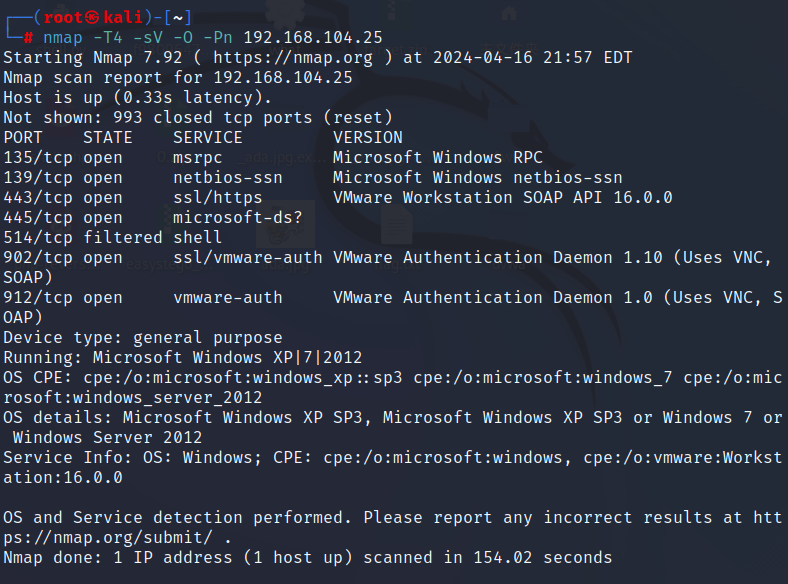 ┌──(root㉿kali)-[~]
└─# nmap -T4 -sV -O -Pn 192.168.104.25
Starting Nmap 7.92 ( https://nmap.org ) at 2024-04-16 21:57 EDT
Nmap scan report for 192.168.104.25
Host is up (0.33s latency).
Not shown: 993 closed tcp ports (reset)
PORT    STATE    SERVICE         VERSION
135/tcp open     msrpc           Microsoft Windows RPC
139/tcp open     netbios-ssn     Microsoft Windows netbios-ssn
443/tcp open     ssl/https       VMware Workstation SOAP API 16.0.0
445/tcp open     microsoft-ds?
514/tcp filtered shell
902/tcp open     ssl/vmware-auth VMware Authentication Daemon 1.10 (Uses VNC,
SOAP)
912/tcp open     vmware-auth     VMware Authentication Daemon 1.0 (Uses VNC, S
OAP)
Device type: general purpose
Running: Microsoft Windows XP|7|2012
OS CPE: cpe:/o:microsoft:windows_xp::sp3 cpe:/o:microsoft:windows_7 cpe:/o:mic
rosoft:windows_server_2012
OS details: Microsoft Windows XP SP3, Microsoft Windows XP SP3 or Windows 7 or
 Windows Server 2012
Service Info: OS: Windows; CPE: cpe:/o:microsoft:windows, cpe:/o:vmware:Workst
ation:16.0.0

OS and Service detection performed. Please report any incorrect results at htt
ps://nmap.org/submit/ .
Nmap done: 1 IP address (1 host up) scanned in 154.02 seconds